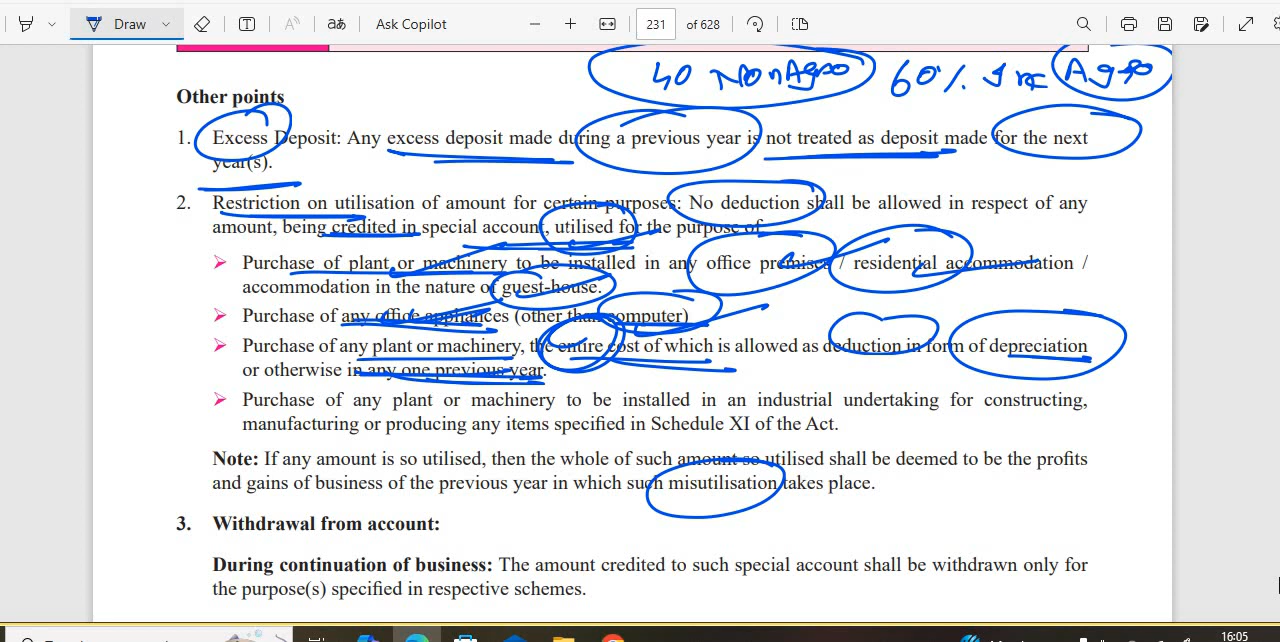 Draw
T
A
aあ
Ask Copilot
231
of 628
40 Non Agro 60% Inc Agro
Other points
1. Excess Deposit: Any excess deposit made during a previous year is not treated as deposit made for the next
year(s).
2. Restriction on utilisation of amount for certain purposes: No deduction shall be allowed in respect of any
amount, being credited in special account, utilised for the purpose of
➢ Purchase of plant or machinery to be installed in any office premises / residential accommodation /
accommodation in the nature of guest-house.
➢ Purchase of any office appliances (other than computer)
➢ Purchase of any plant or machinery, the entire cost of which is allowed as deduction in form of depreciation
or otherwise in any one previous year.
➢ Purchase of any plant or machinery to be installed in an industrial undertaking for constructing,
manufacturing or producing any items specified in Schedule XI of the Act.
Note: If any amount is so utilised, then the whole of such amount so utilised shall be deemed to be the profits
and gains of business of the previous year in which such misutilisation takes place.
3. Withdrawal from account:
During continuation of business: The amount credited to such special account shall be withdrawn only for
the purpose(s) specified in respective schemes.
16:05